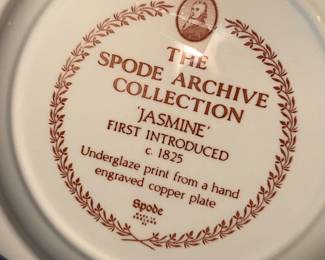 THE
SPODE ARCHIVE
COLLECTION
'JASMINE'
FIRST INTRODUCED
c. 1825
Underglaze print from a hand
engraved copper plate
Spode